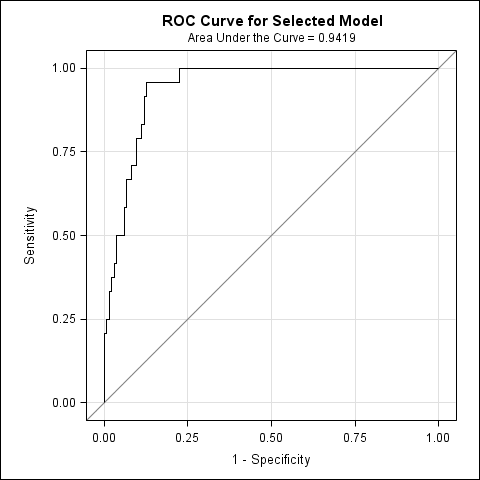 ROC Curve for Selected Model
Area Under the Curve = 0.9419
1.00
0.75
0.50
0.25
0.00
Sensitivity
0.00 0.25 0.50 0.75 1.00
1 - Specificity